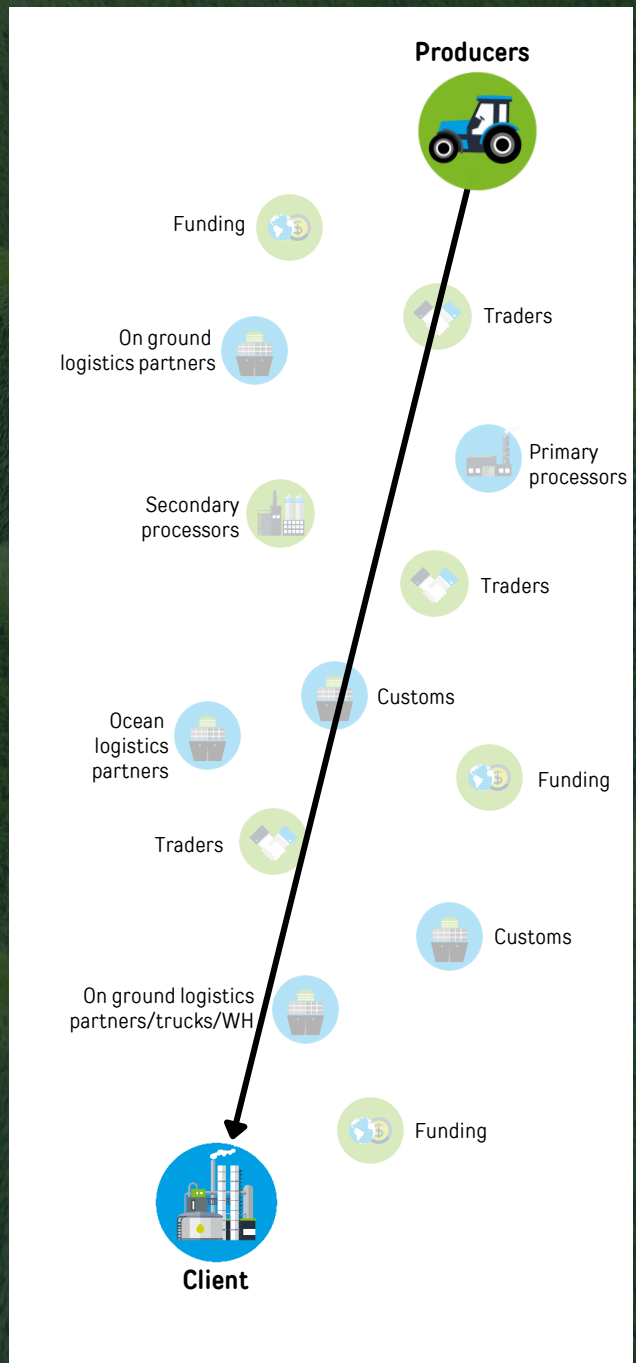 Producers
Funding
Traders
On ground
logistics partners
Primary
processors
Secondary
processors
Traders
Customs
Ocean
logistics
partners
Funding
Traders
Customs
On ground logistics
partners/trucks/WH
Funding
Client